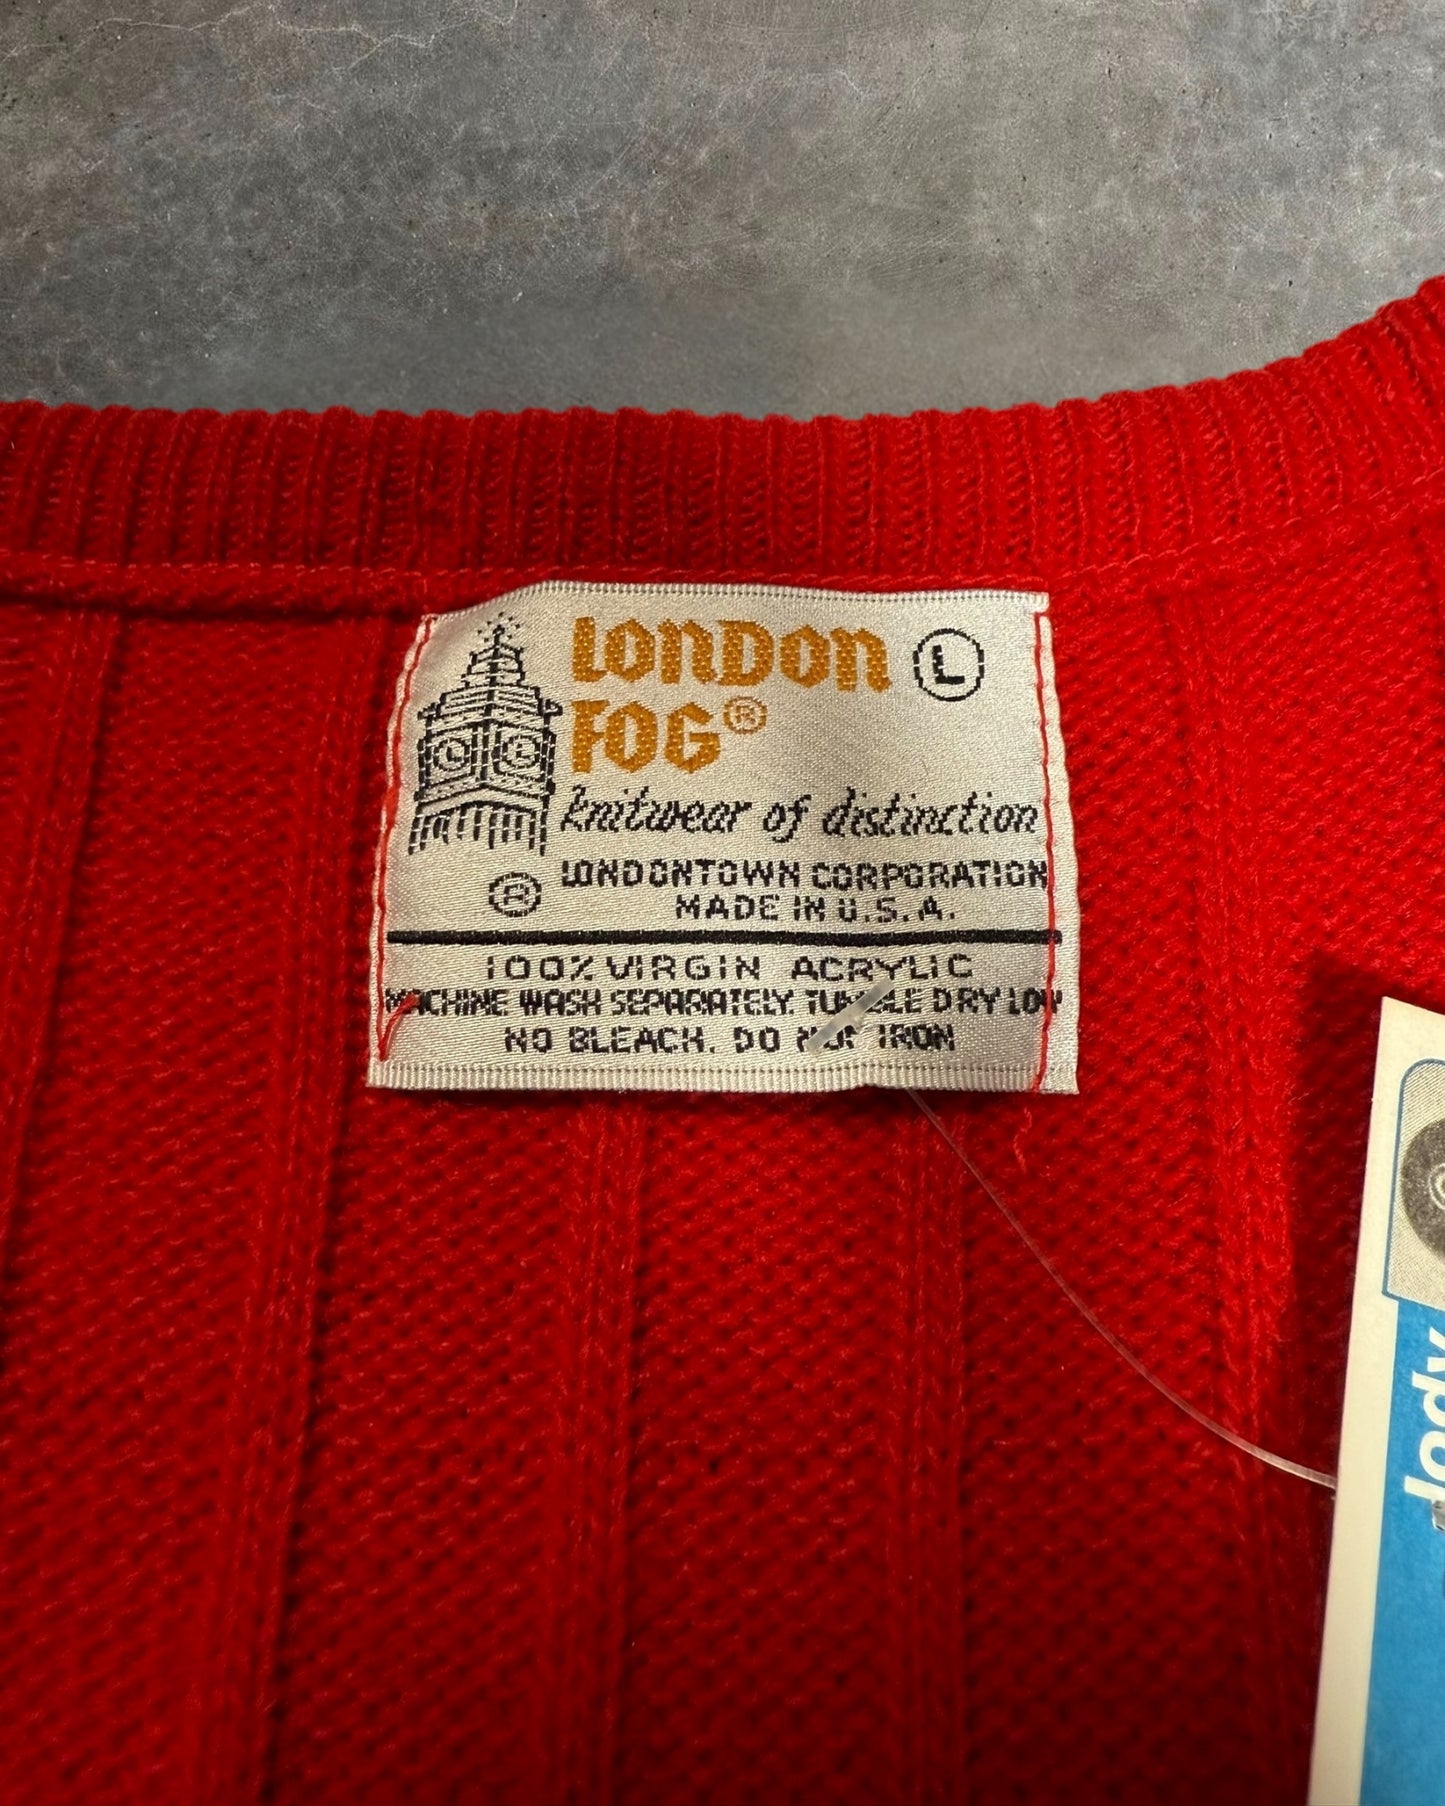 LONDON Ⓛ
FOG®
knitwear of distinction
® LONDONTOWN CORPORATION
MADE IN U.S.A.
100% VIRGIN ACRYLIC
MACHINE WASH SEPARATELY. TUMBLE DRY LOW
NO BLEACH. DO NOT IRON
L L